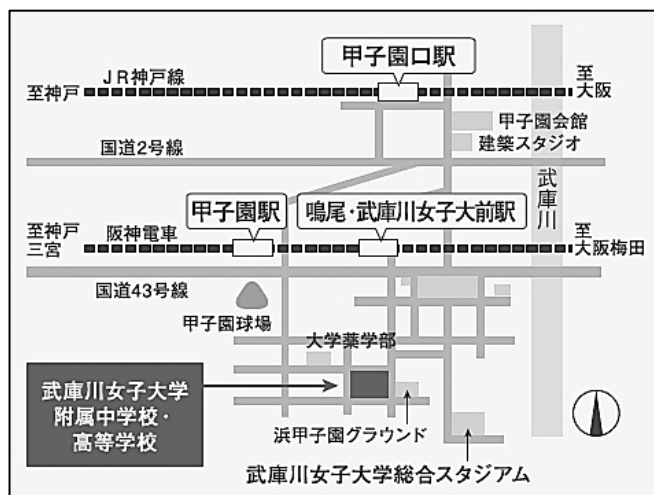 甲子園口駅
JR神戸線
至神戸
至
大阪
甲子園会館
建築スタジオ
国道2号線
武庫川
甲子園駅
鳴尾・武庫川女子大前駅
至神戸
三宮
阪神電車
至
大阪梅田
国道43号線
甲子園球場
大学薬学部
武庫川女子大学
附属中学校・
高等学校
浜甲子園グラウンド
武庫川女子大学総合スタジアム